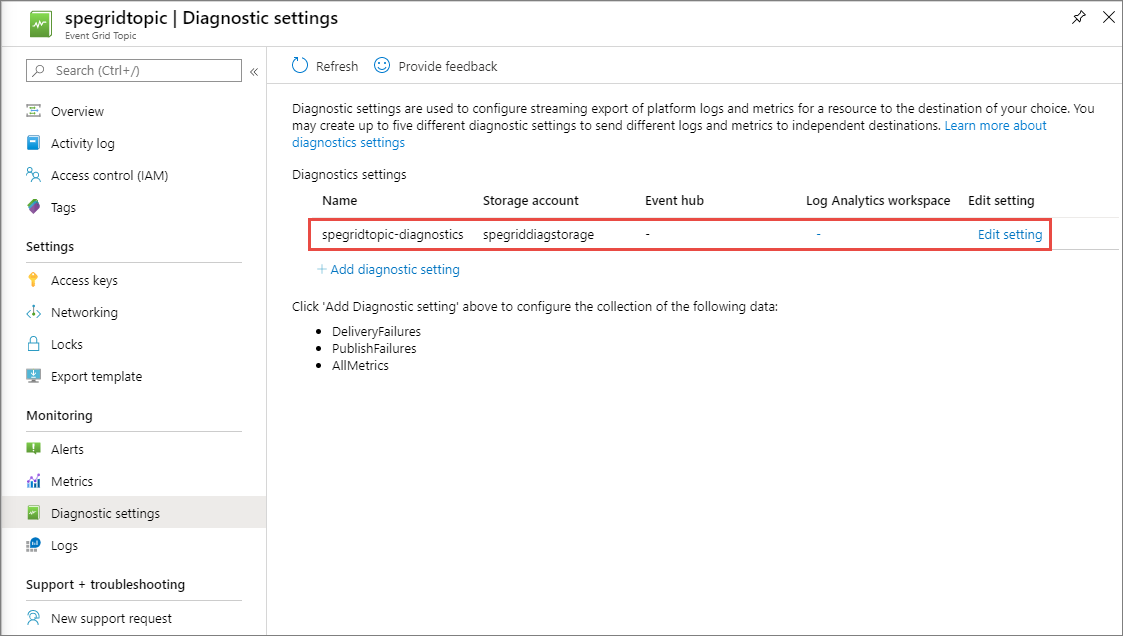 spegridtopic | Diagnostic settings
Event Grid Topic
Search (Ctrl+/)
«
Overview
Activity log
Access control (IAM)
Tags
Settings
Access keys
Networking
Locks
Export template
Monitoring
Alerts
Metrics
Diagnostic settings
Logs
Support + troubleshooting
New support request
Refresh Provide feedback
Diagnostic settings are used to configure streaming export of platform logs and metrics for a resource to the destination of your choice. You
may create up to five different diagnostic settings to send different logs and metrics to independent destinations. Learn more about
diagnostics settings
Diagnostics settings
Name Storage account Event hub Log Analytics workspace Edit setting
spegridtopic-diagnostics spegriddiagstorage - - Edit setting
+ Add diagnostic setting
Click 'Add Diagnostic setting' above to configure the collection of the following data:
• DeliveryFailures
• PublishFailures
• AllMetrics